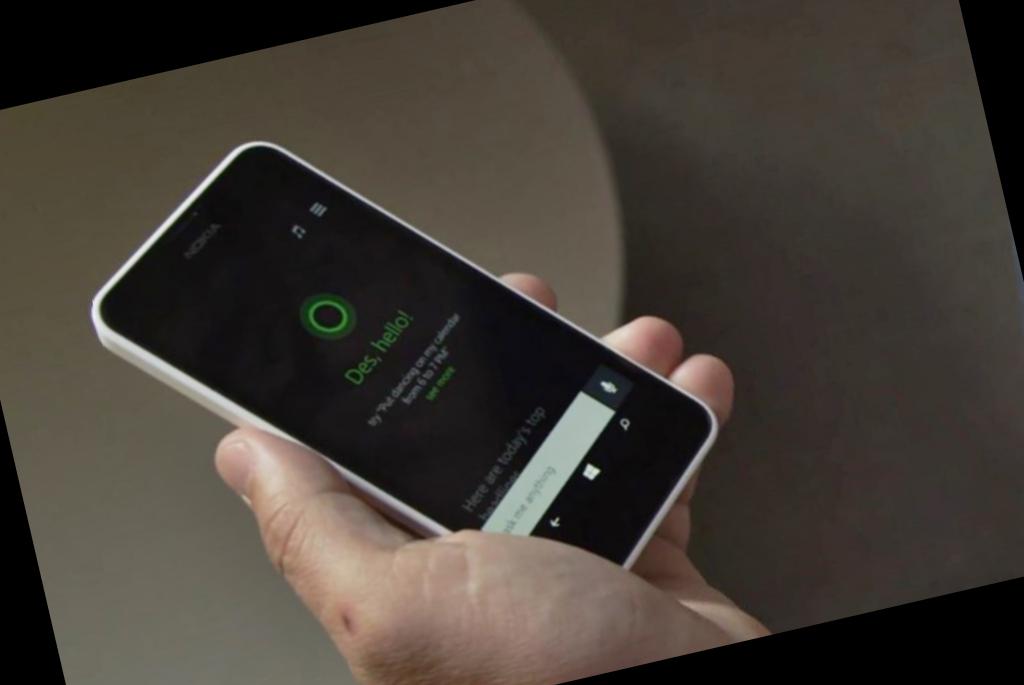 NOKIA
Des, hello!
try "Put dancing on my calendar
from 6 to 7 PM"
see more
Here are today's top
headlines
ask me anything